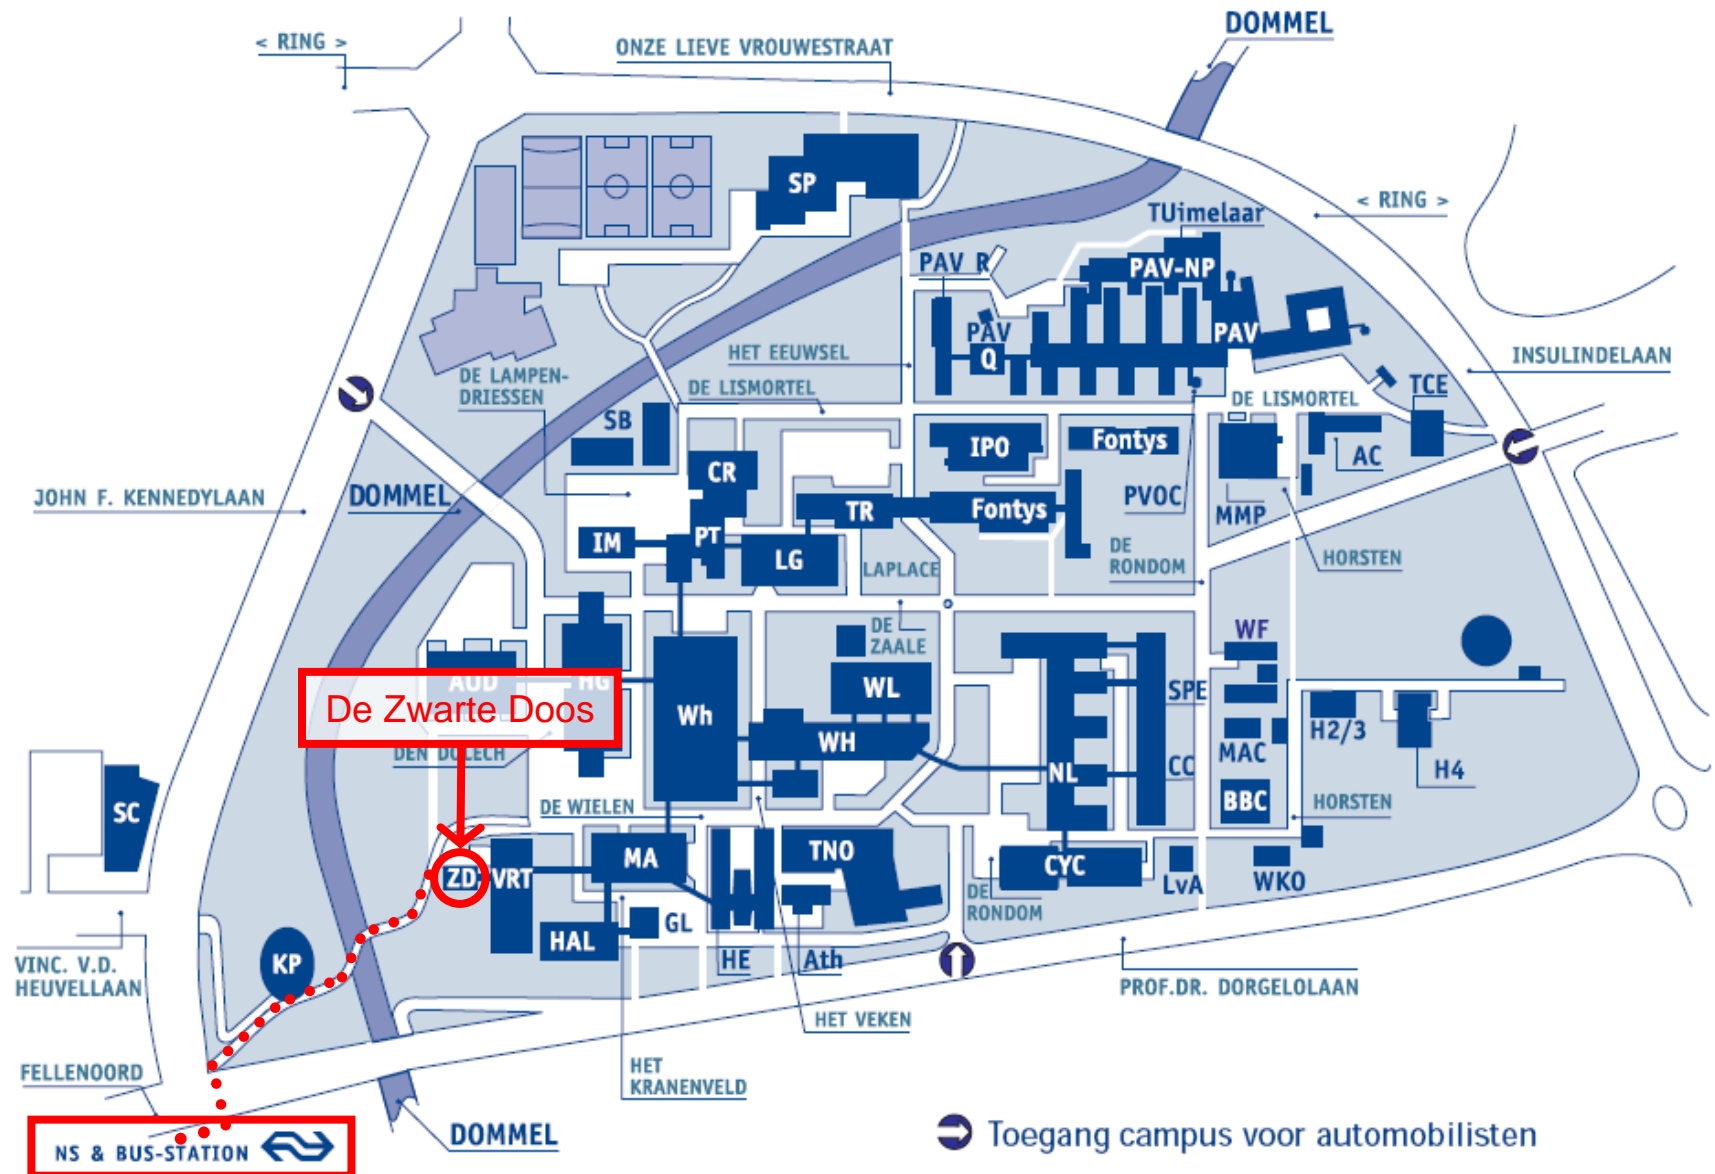 DOMMEL
< RING >
ONZE LIEVE VROUWESTRAAT
SP
< RING >
TUimelaar
PAV R
PAV-NP
PAV
PAV
Q
HET EEUWSEL
INSULINDELAAN
DE LAMPEN-
DRIESSEN
DE LISMORTEL
DE LISMORTEL
TCE
SB
IPO
Fontys
AC
CR
JOHN F. KENNEDYLAAN
DOMMEL
PVOC
MMP
TR
Fontys
IM
PT
LG
LAPLACE
DE
RONDOM
HORSTEN
DE
ZAALE
WF
AUD
HG
WL
SPE
De Zwarte Doos
Wh
WH
H2/3
DEN DOLECH
MAC
CC
NL
H4
SC
DE WIELEN
BBC
HORSTEN
MA
TNO
CYC
ZD
VRT
LvA
WKO
DE
RONDOM
GL
HAL
HE
Ath
KP
VINC. V.D.
HEUVELLAAN
PROF.DR. DORGELOLAAN
HET VEKEN
FELLENOORD
HET
KRANENVELD
DOMMEL
NS & BUS-STATION
Toegang campus voor automobilisten